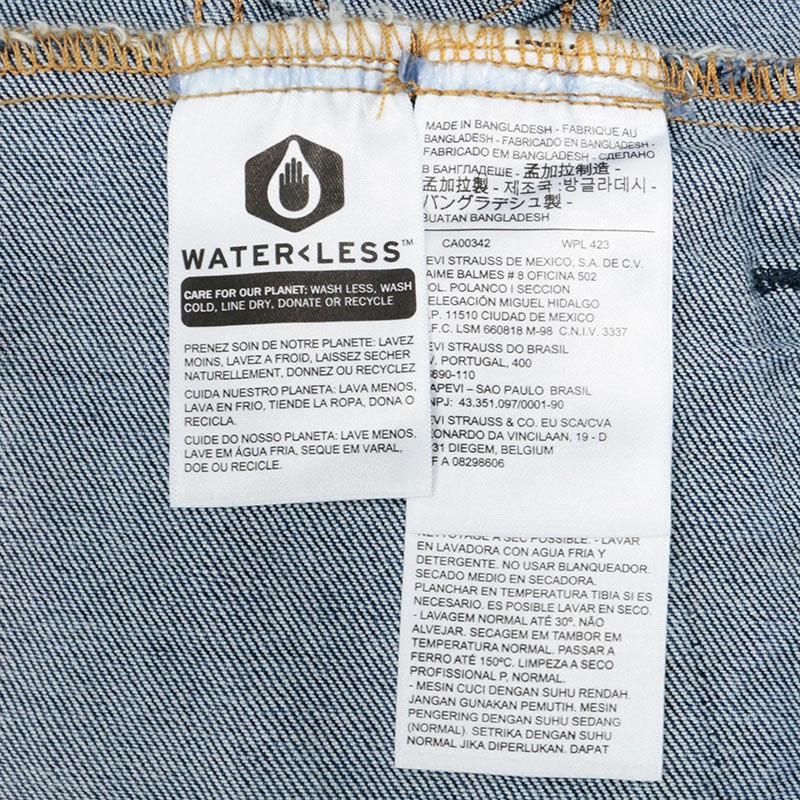 WATER<LESS™
CARE FOR OUR PLANET: WASH LESS, WASH
COLD, LINE DRY, DONATE OR RECYCLE
PRENEZ SOIN DE NOTRE PLANETE: LAVEZ
MOINS, LAVEZ A FROID, LAISSEZ SECHER
NATURELLEMENT, DONNEZ OU RECYCLEZ
CUIDA NUESTRO PLANETA: LAVA MENOS,
LAVA EN FRIO, TIENDE LA ROPA, DONA O
RECICLA.
CUIDE DO NOSSO PLANETA: LAVE MENOS,
LAVE EM ÁGUA FRIA, SEQUE EM VARAL,
DOE OU RECICLE.
MADE IN BANGLADESH - FABRIQUE AU
BANGLADESH - FABRICADO EN BANGLADESH -
FABRICADO EM BANGLADESH - СДЕЛАНО
В БАНГЛАДЕШЕ - 孟加拉制造 -
孟加拉製 - 제조국 :방글라데시 -
バングラデシュ製 -
BUATAN BANGLADESH
CA00342 WPL 423
EVI STRAUSS DE MEXICO, S.A. DE C.V.
AIME BALMES # 8 OFICINA 502
OL. POLANCO I SECCION
ELEGACIÓN MIGUEL HIDALGO
.P. 11510 CIUDAD DE MEXICO
.F.C. LSM 660818 M-98 C.N.I.V. 3337
EVI STRAUSS DO BRASIL
V. PORTUGAL, 400
690-110
APEVI – SAO PAULO BRASIL
NPJ: 43.351.097/0001-90
EVI STRAUSS & CO. EU SCA/CVA
EONARDO DA VINCILAAN, 19 - D
31 DIEGEM, BELGIUM
IF A 08298606
NETTOYAGE A SEC POSSIBLE. - LAVAR
EN LAVADORA CON AGUA FRIA Y
DETERGENTE. NO USAR BLANQUEADOR.
SECADO MEDIO EN SECADORA.
PLANCHAR EN TEMPERATURA TIBIA SI ES
NECESARIO. ES POSIBLE LAVAR EN SECO.
- LAVAGEM NORMAL ATÉ 30º. NÃO
ALVEJAR. SECAGEM EM TAMBOR EM
TEMPERATURA NORMAL. PASSAR A
FERRO ATÉ 150ºC. LIMPEZA A SECO
PROFISSIONAL P, NORMAL.
- MESIN CUCI DENGAN SUHU RENDAH.
JANGAN GUNAKAN PEMUTIH. MESIN
PENGERING DENGAN SUHU SEDANG
(NORMAL). SETRIKA DENGAN SUHU
NORMAL JIKA DIPERLUKAN. DAPAT